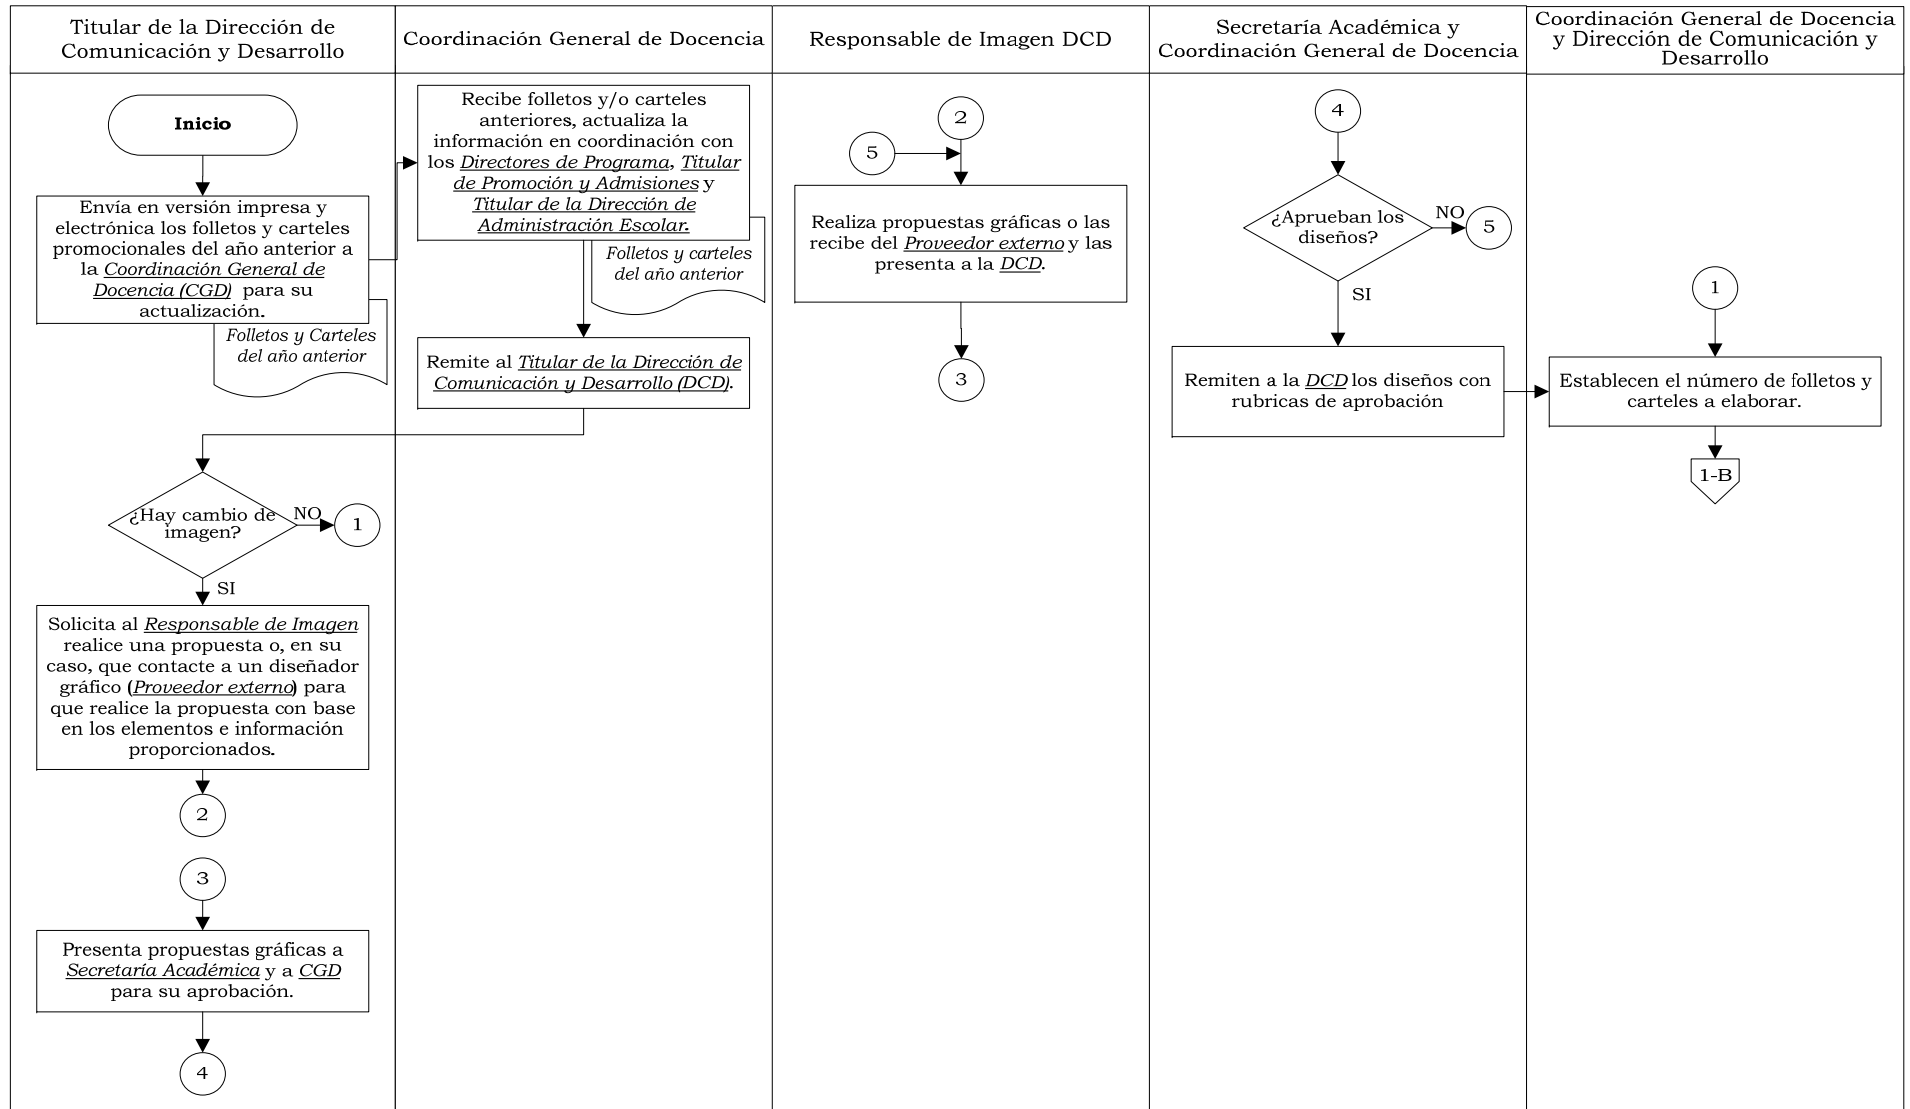 Titular de la Dirección de
Comunicación y Desarrollo
Coordinación General de Docencia
Responsable de Imagen DCD
Secretaría Académica y
Coordinación General de Docencia
Coordinación General de Docencia
y Dirección de Comunicación y
Desarrollo
Inicio
Envía en versión impresa y
electrónica los folletos y carteles
promocionales del año anterior a
la Coordinación General de
Docencia (CGD) para su
actualización.
Folletos y Carteles
del año anterior
¿Hay cambio de
imagen?
NO
1
SI
Solicita al Responsable de Imagen
realice una propuesta o, en su
caso, que contacte a un diseñador
gráfico (Proveedor externo) para
que realice la propuesta con base
en los elementos e información
proporcionados.
2
3
Presenta propuestas gráficas a
Secretaría Académica y a CGD
para su aprobación.
4
Recibe folletos y/o carteles
anteriores, actualiza la
información en coordinación con
los Directores de Programa, Titular
de Promoción y Admisiones y
Titular de la Dirección de
Administración Escolar.
Folletos y carteles
del año anterior
Remite al Titular de la Dirección de
Comunicación y Desarrollo (DCD).
2
5
Realiza propuestas gráficas o las
recibe del Proveedor externo y las
presenta a la DCD.
3
4
¿Aprueban los
diseños?
NO
5
SI
Remiten a la DCD los diseños con
rubricas de aprobación
1
Establecen el número de folletos y
carteles a elaborar.
1-B